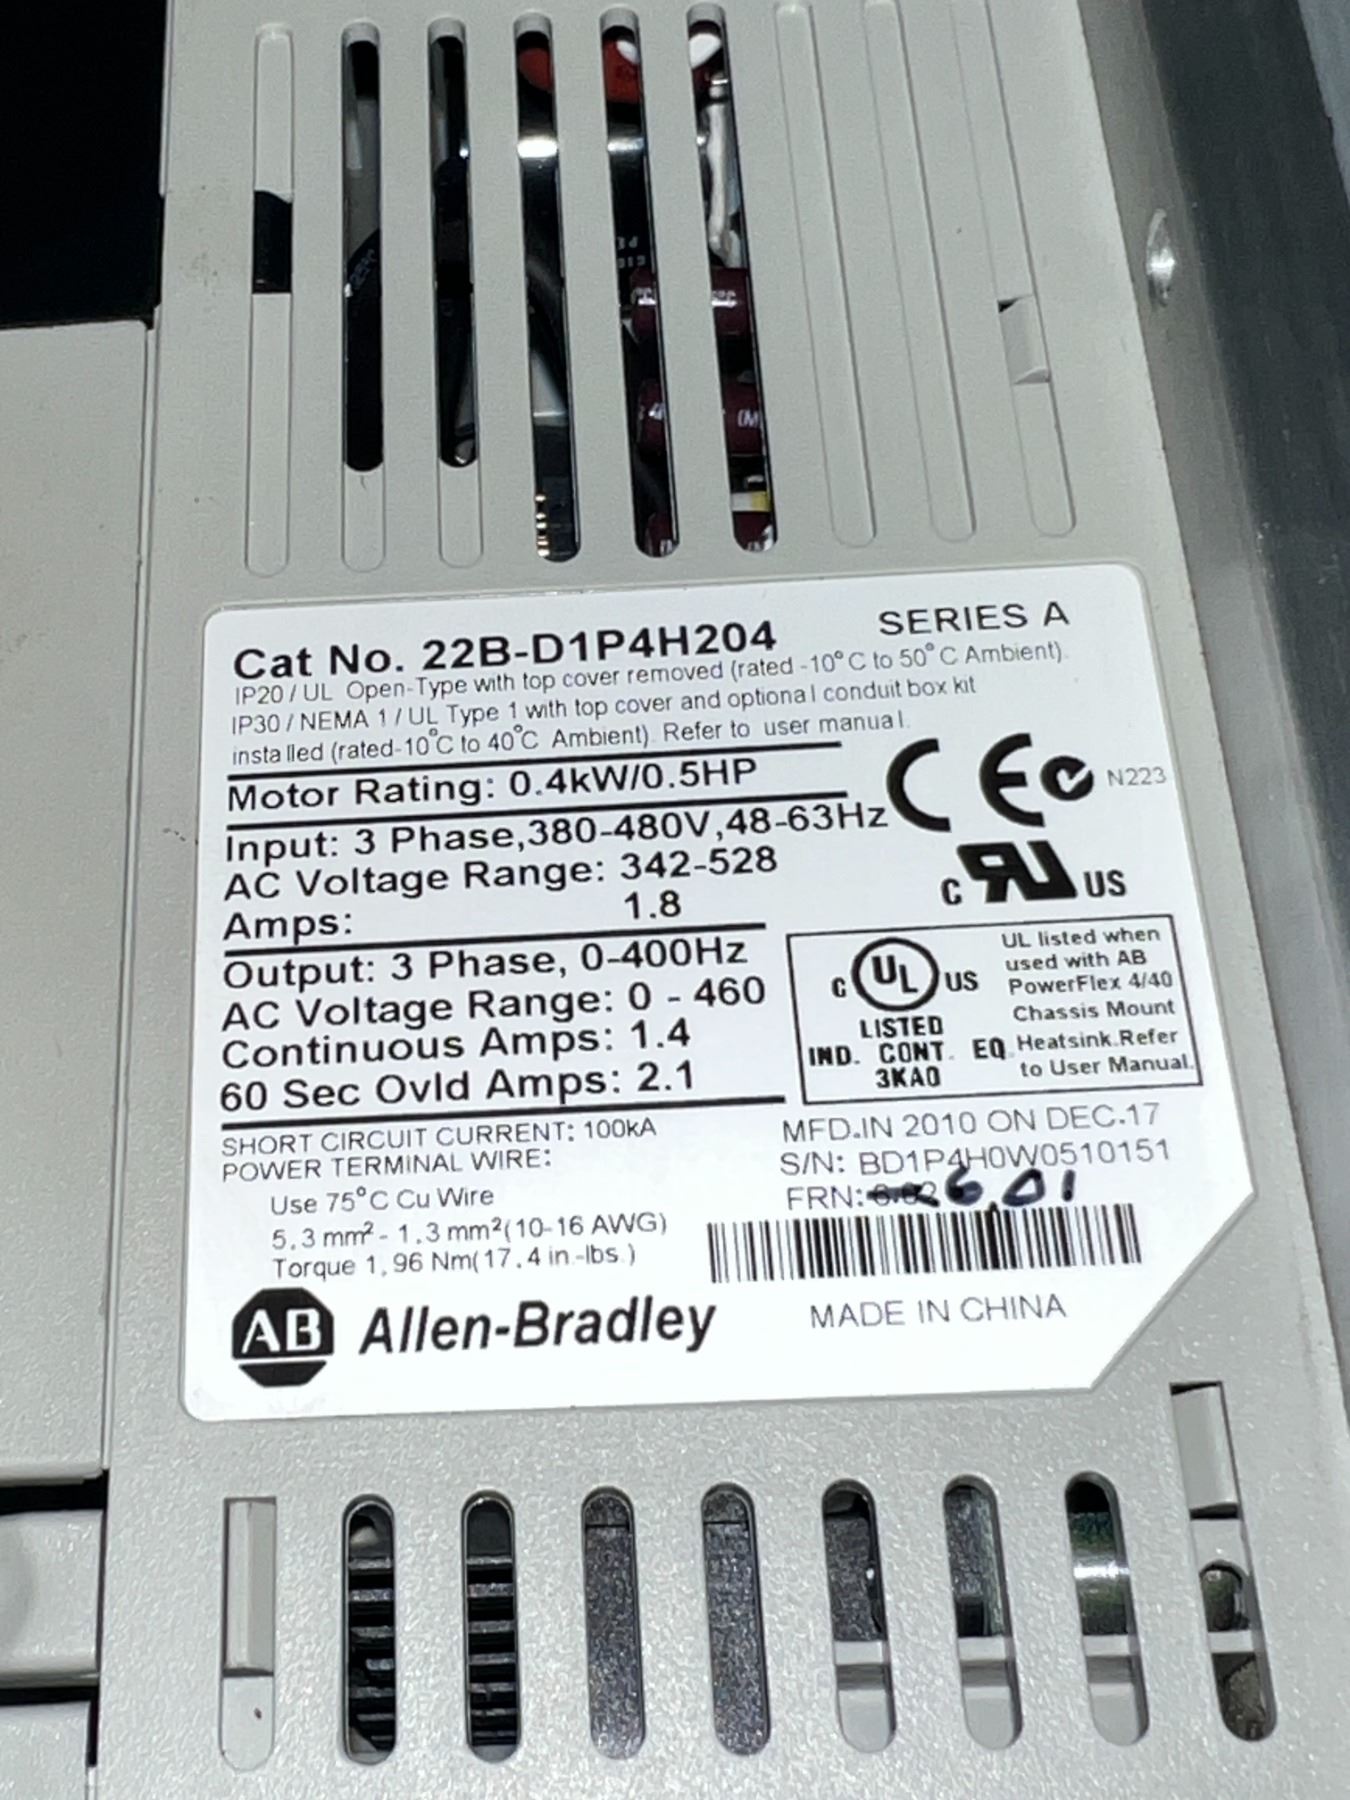 Cat No. 22B-D1P4H204 SERIES A
IP20 / UL Open-Type with top cover removed (rated -10°C to 50°C Ambient).
IP30 / NEMA 1 / UL Type 1 with top cover and optional conduit box kit
installed (rated-10°C to 40°C Ambient). Refer to user manual.
Motor Rating: 0.4kW/0.5HP
CE N223
Input: 3 Phase,380-480V,48-63Hz
AC Voltage Range: 342-528
Amps: 1.8
C RU US
Output: 3 Phase, 0-400Hz
AC Voltage Range: 0 - 460
Continuous Amps: 1.4
60 Sec Ovld Amps: 2.1
C UL US
LISTED
IND. CONT. EQ
3KA0
UL listed when
used with AB
PowerFlex 4/40
Chassis Mount
Heatsink.Refer
to User Manual.
SHORT CIRCUIT CURRENT: 100kA
POWER TERMINAL WIRE:
Use 75°C Cu Wire
5.3 mm² - 1.3 mm²(10-16 AWG)
Torque 1.96 Nm(17.4 in.-lbs.)
MFD.IN 2010 ON DEC.17
S/N: BD1P4H0W0510151
FRN: 6.01
AB Allen-Bradley
MADE IN CHINA